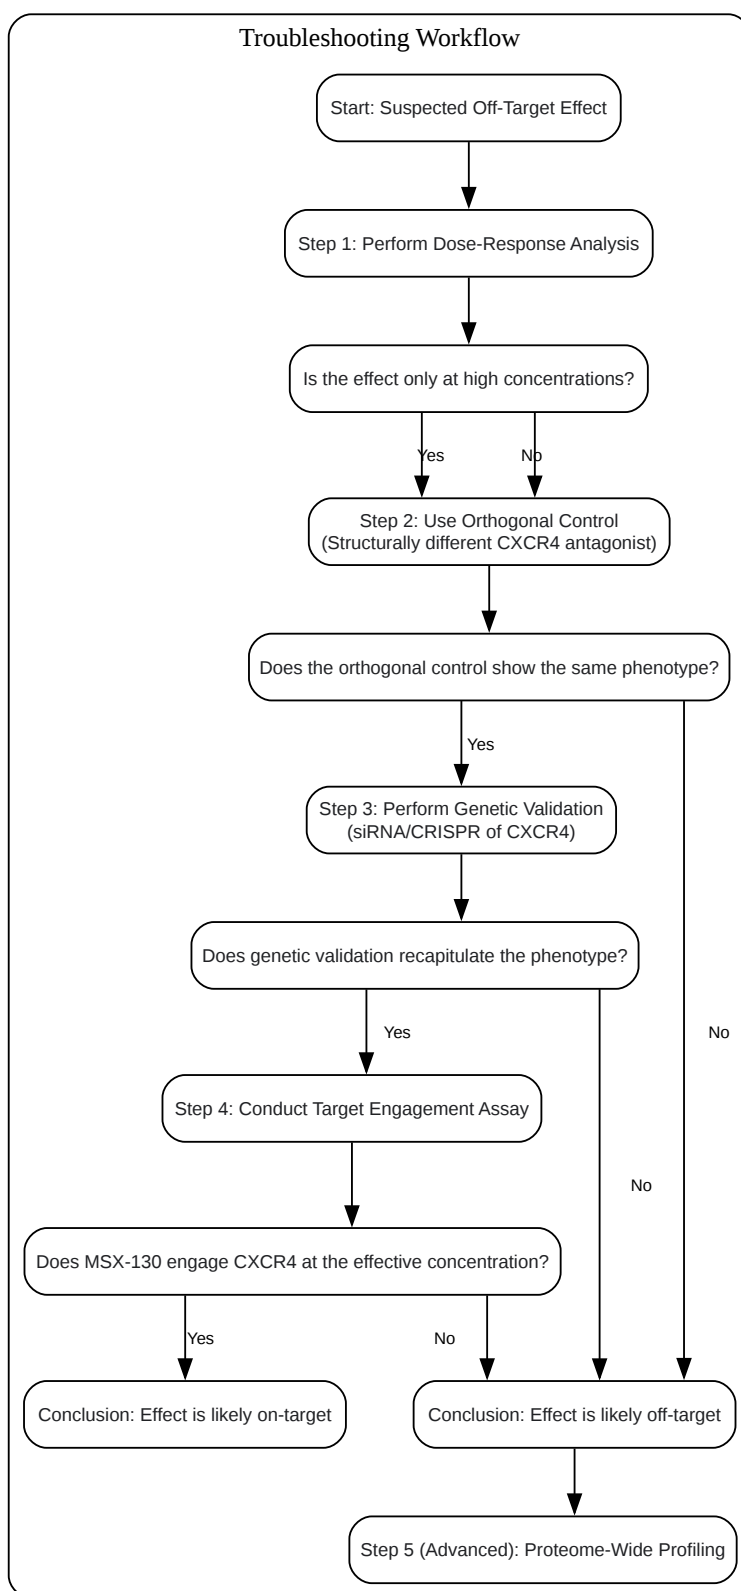 Troubleshooting Workflow
Start: Suspected Off-Target Effect
Step 1: Perform Dose-Response Analysis
Is the effect only at high concentrations?
Yes
No
Step 2: Use Orthogonal Control
(Structurally different CXCR4 antagonist)
Does the orthogonal control show the same phenotype?
Yes
Step 3: Perform Genetic Validation
(siRNA/CRISPR of CXCR4)
Does genetic validation recapitulate the phenotype?
Yes
No
Step 4: Conduct Target Engagement Assay
No
Does MSX-130 engage CXCR4 at the effective concentration?
Yes
No
Conclusion: Effect is likely on-target
Conclusion: Effect is likely off-target
Step 5 (Advanced): Proteome-Wide Profiling